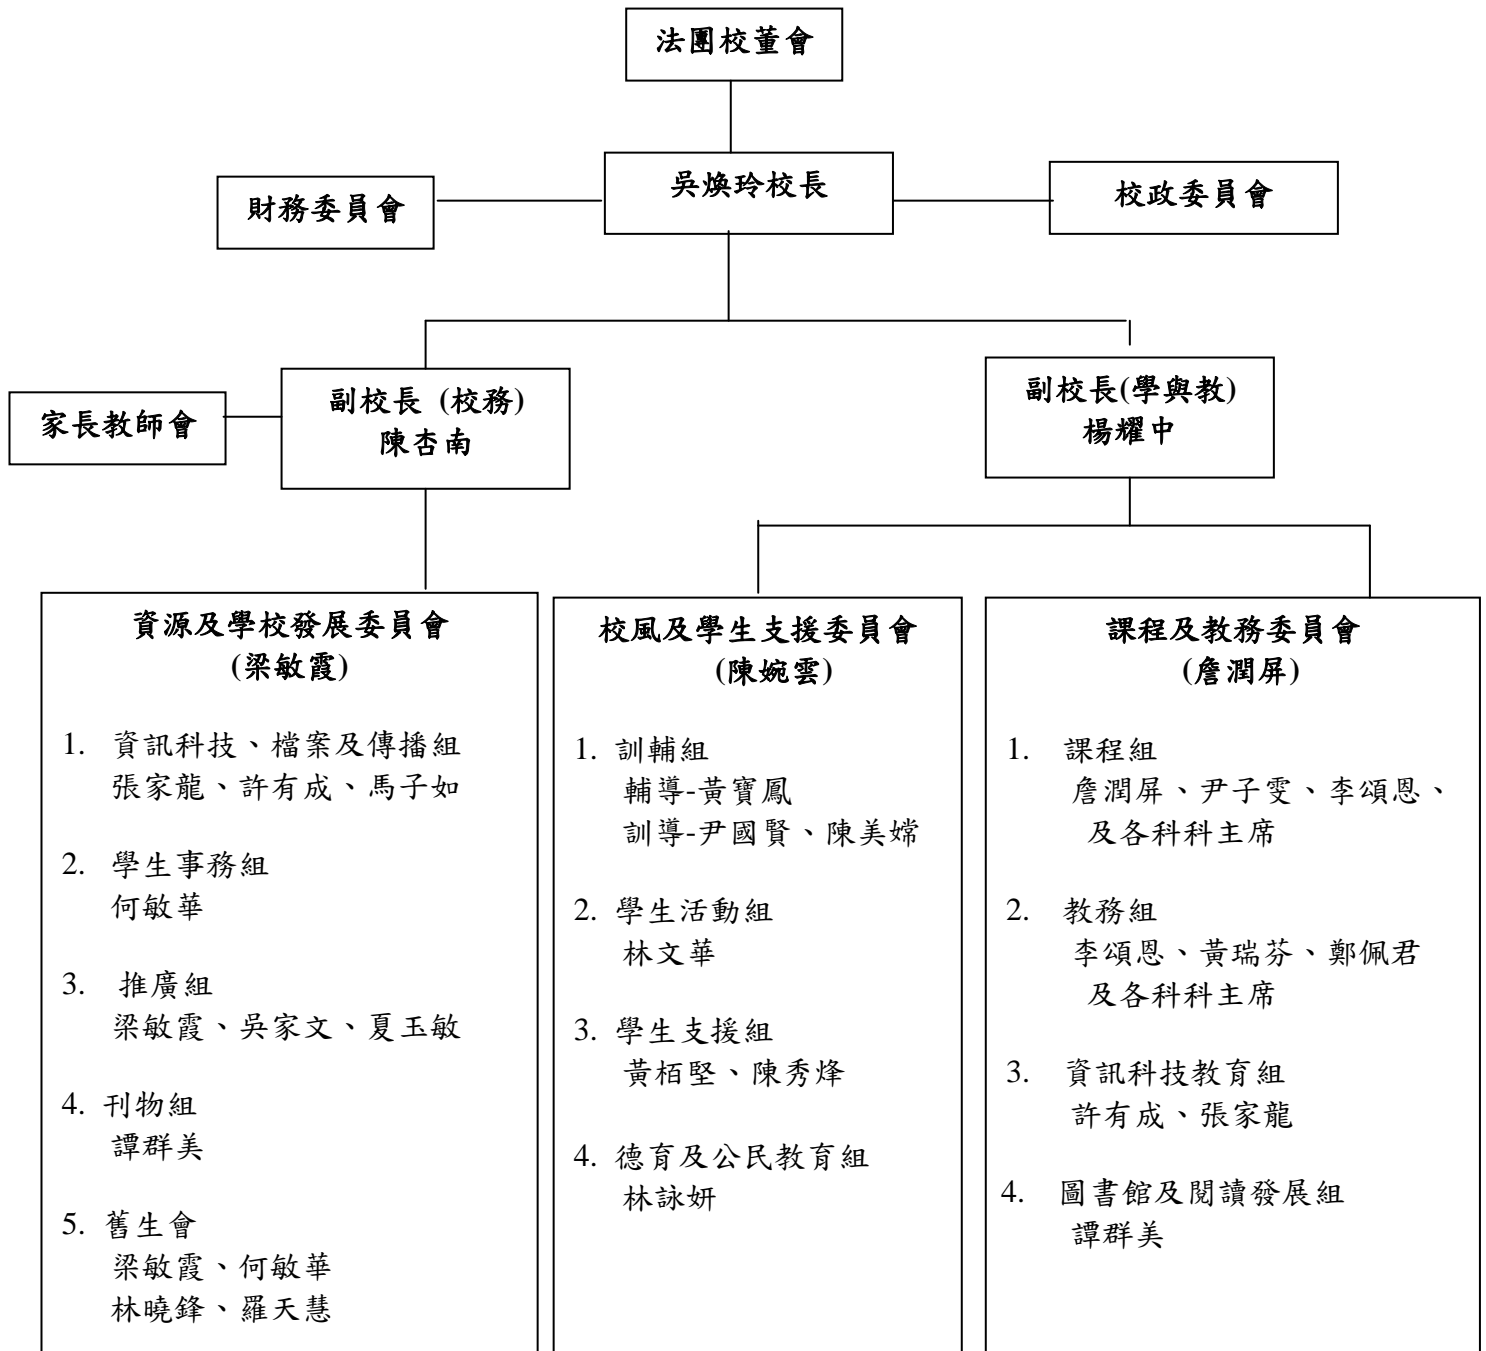 法團校董會
吳煥玲校長
財務委員會
校政委員會
副校長 (校務)
陳杏南
家長教師會
副校長(學與教)
楊耀中
資源及學校發展委員會
(梁敏霞)
1. 資訊科技、檔案及傳播組
張家龍、許有成、馬子如
2. 學生事務組
何敏華
3. 推廣組
梁敏霞、吳家文、夏玉敏
4. 刊物組
譚群美
5. 舊生會
梁敏霞、何敏華
林曉鋒、羅天慧
校風及學生支援委員會
(陳婉雲)
1. 訓輔組
輔導-黃寶鳳
訓導-尹國賢、陳美嫦
2. 學生活動組
林文華
3. 學生支援組
黃栢堅、陳秀烽
4. 德育及公民教育組
林詠妍
課程及教務委員會
(詹潤屏)
1. 課程組
詹潤屏、尹子雯、李頌恩、
及各科科主席
2. 教務組
李頌恩、黃瑞芬、鄭佩君
及各科科主席
3. 資訊科技教育組
許有成、張家龍
4. 圖書館及閱讀發展組
譚群美